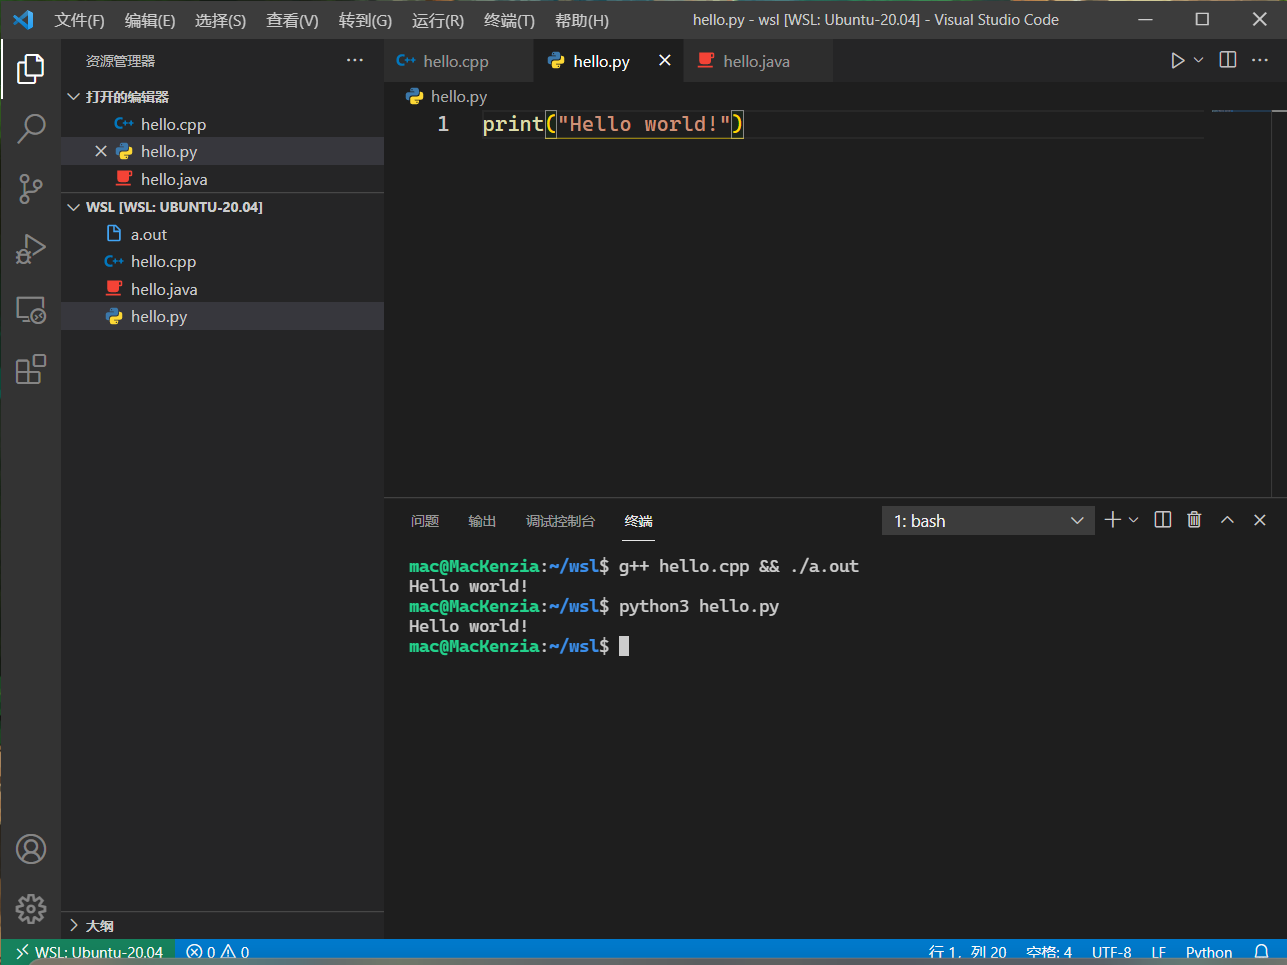 文件(F) 编辑(E) 选择(S) 查看(V) 转到(G) 运行(R) 终端(T) 帮助(H) hello.py - wsl [WSL: Ubuntu-20.04] - Visual Studio Code
资源管理器
打开的编辑器
hello.cpp
hello.py
hello.java
WSL [WSL: UBUNTU-20.04]
a.out
hello.cpp
hello.java
hello.py
大纲
hello.cpp hello.py hello.java
hello.py
1 print("Hello world!")
问题 输出 调试控制台 终端 1: bash
mac@MacKenzia:~/wsl$ g++ hello.cpp && ./a.out
Hello world!
mac@MacKenzia:~/wsl$ python3 hello.py
Hello world!
mac@MacKenzia:~/wsl$
WSL: Ubuntu-20.04 0 0 行 1，列 20 空格: 4 UTF-8 LF Python